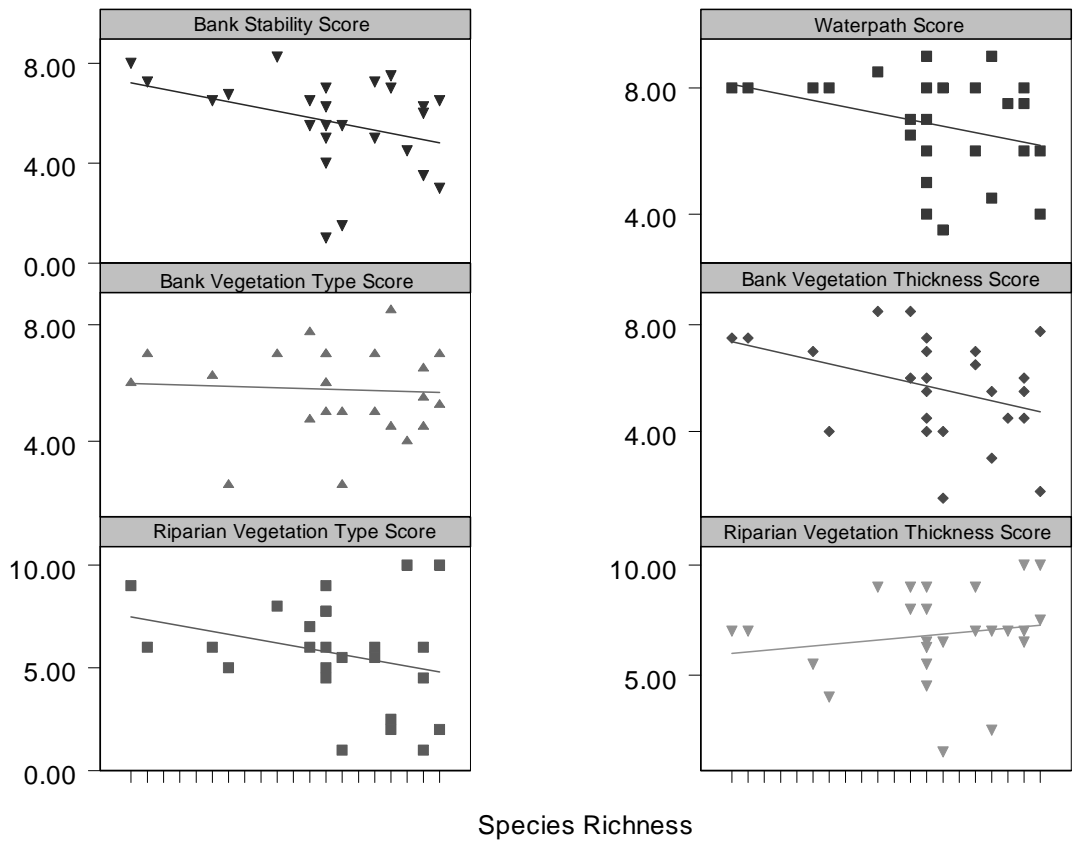 Bank Stability Score
8.00
4.00
0.00
Waterpath Score
8.00
4.00
Bank Vegetation Type Score
8.00
4.00
Bank Vegetation Thickness Score
8.00
4.00
Riparian Vegetation Type Score
10.00
5.00
0.00
Riparian Vegetation Thickness Score
10.00
5.00
Species Richness